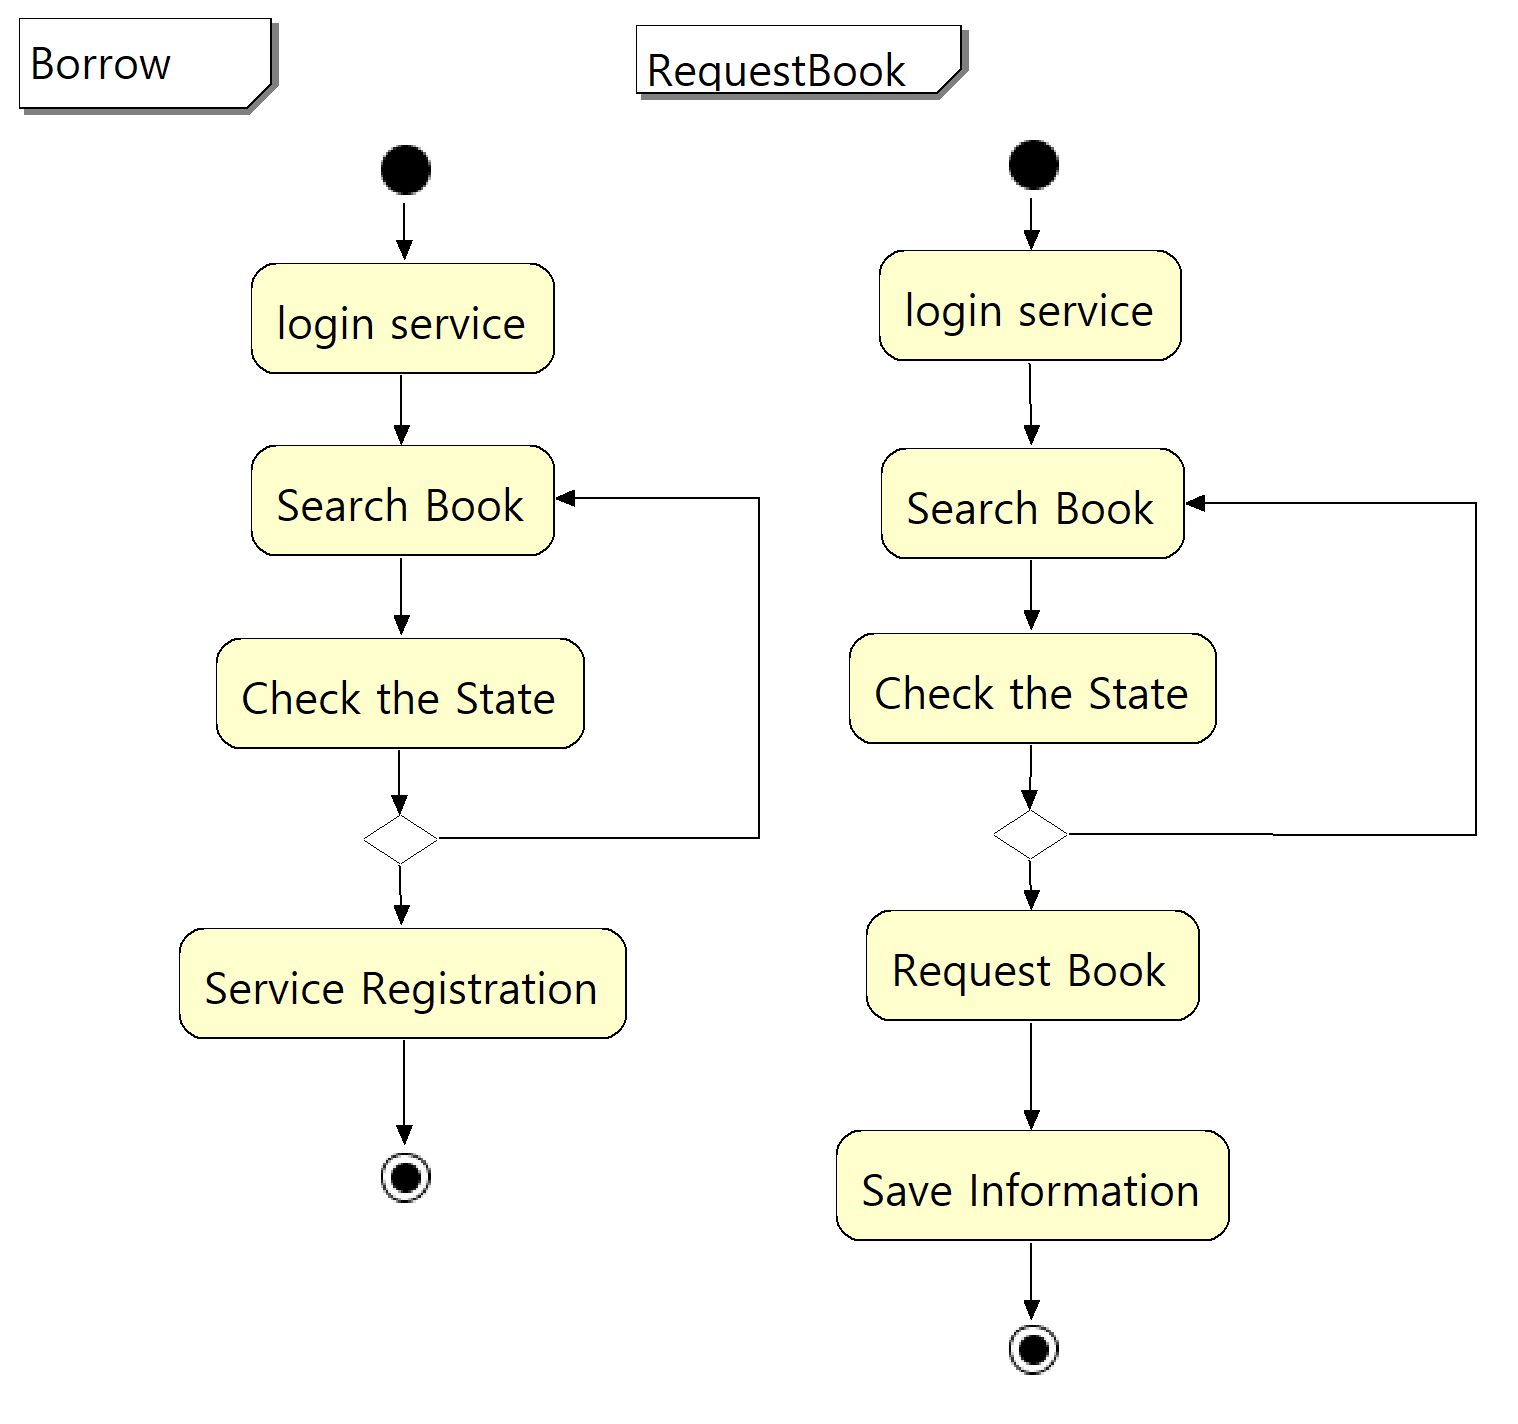 Borrow
login service
Search Book
Check the State
Service Registration
RequestBook
login service
Search Book
Check the State
Request Book
Save Information